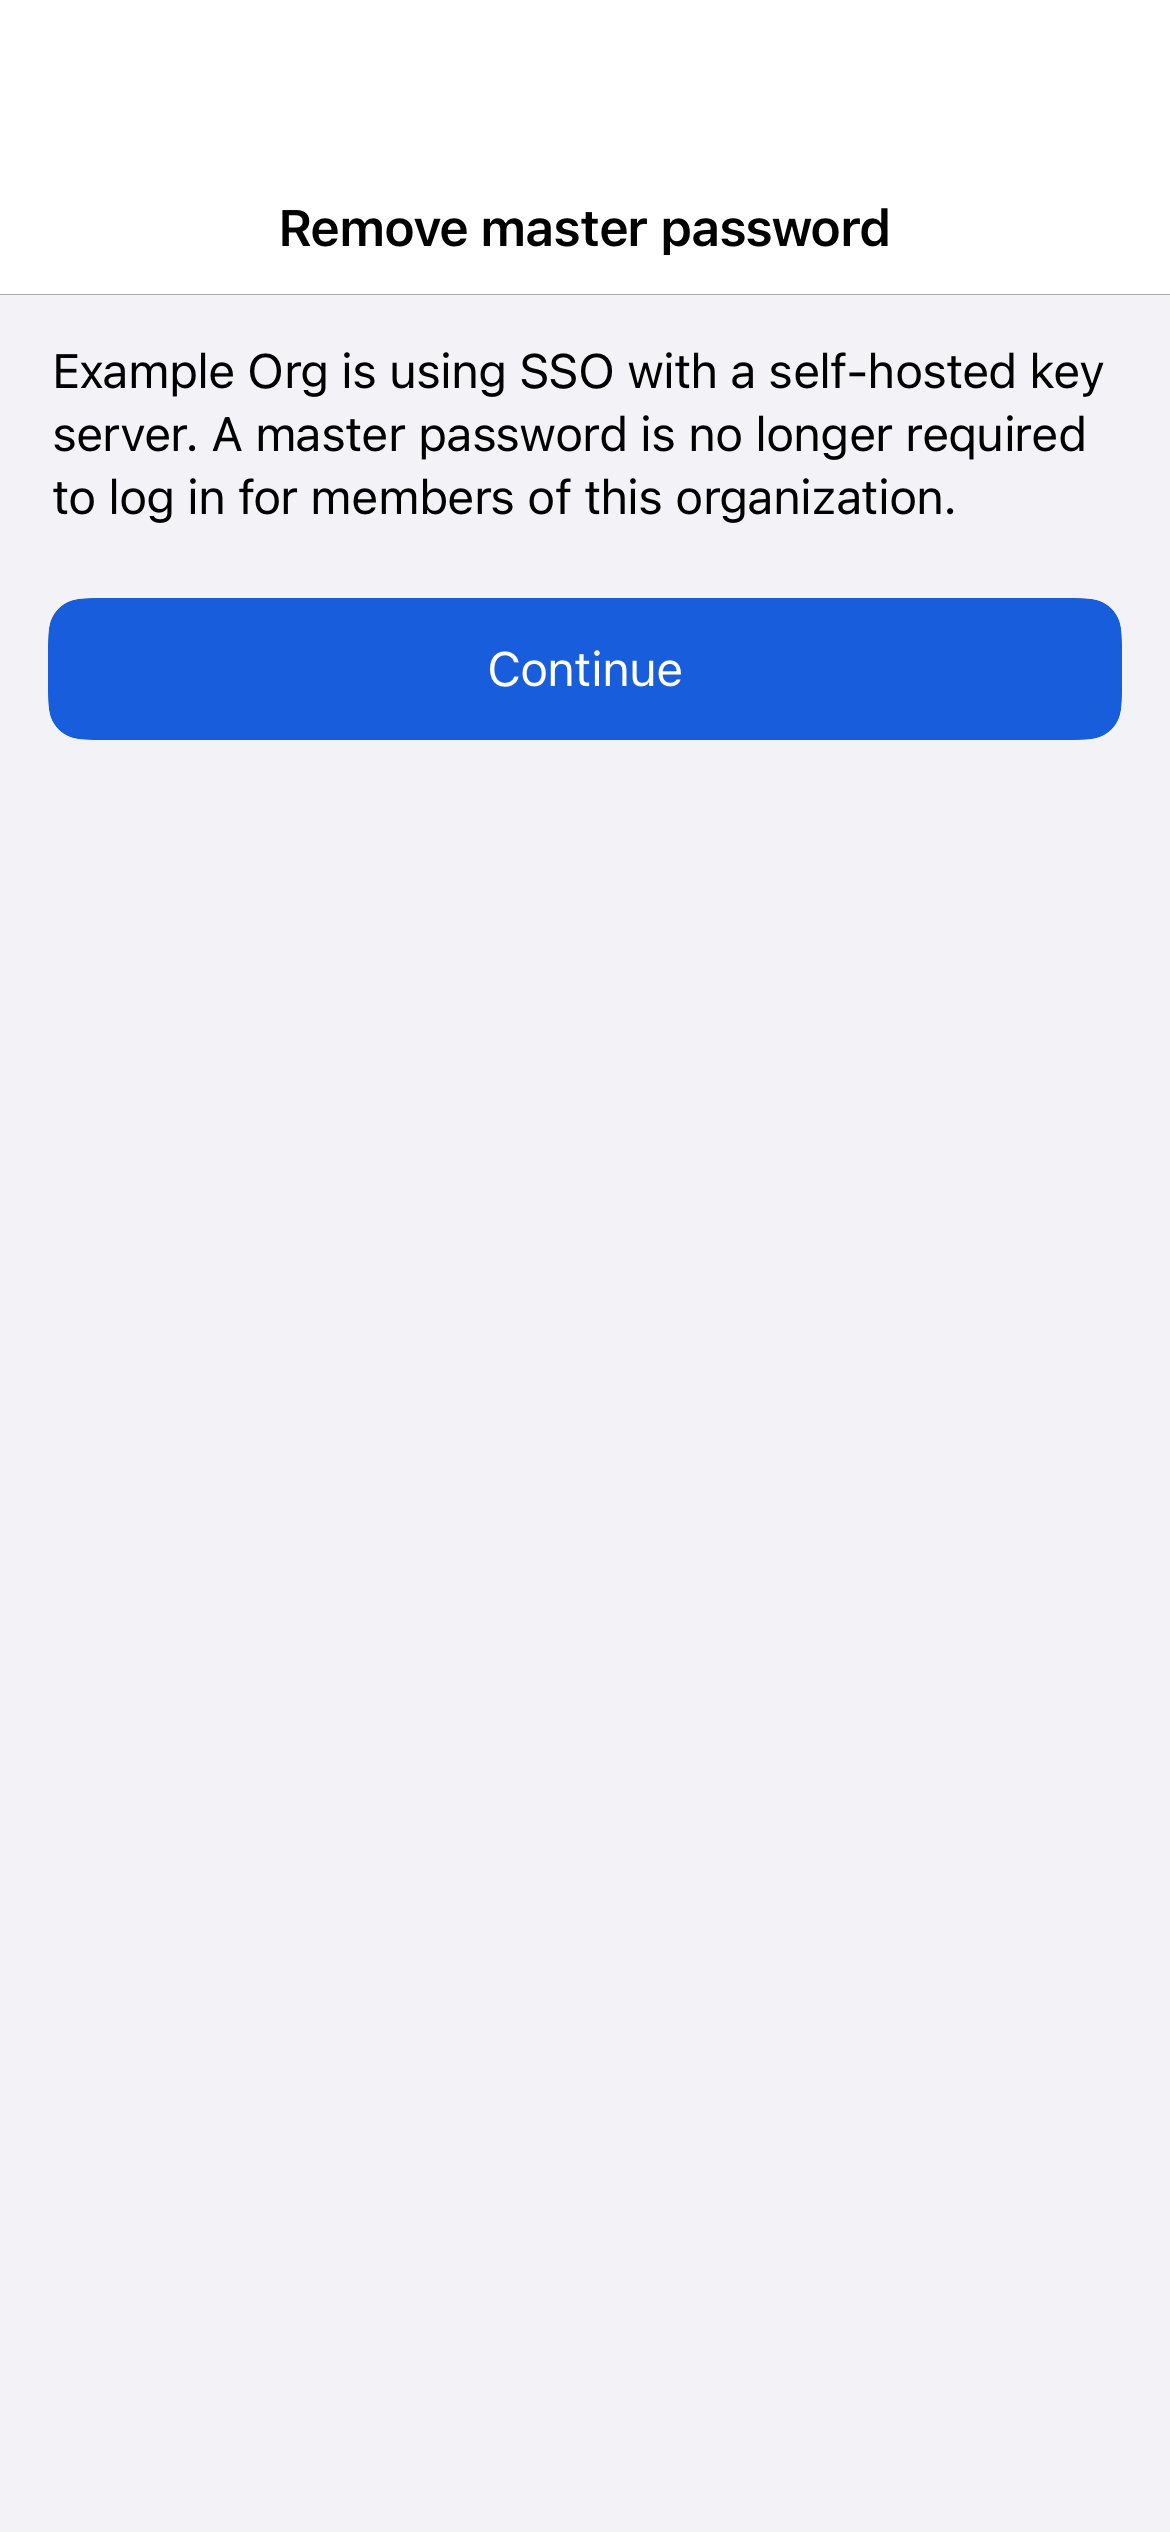 Remove master password
Example Org is using SSO with a self-hosted key
server. A master password is no longer required
to log in for members of this organization.
Continue